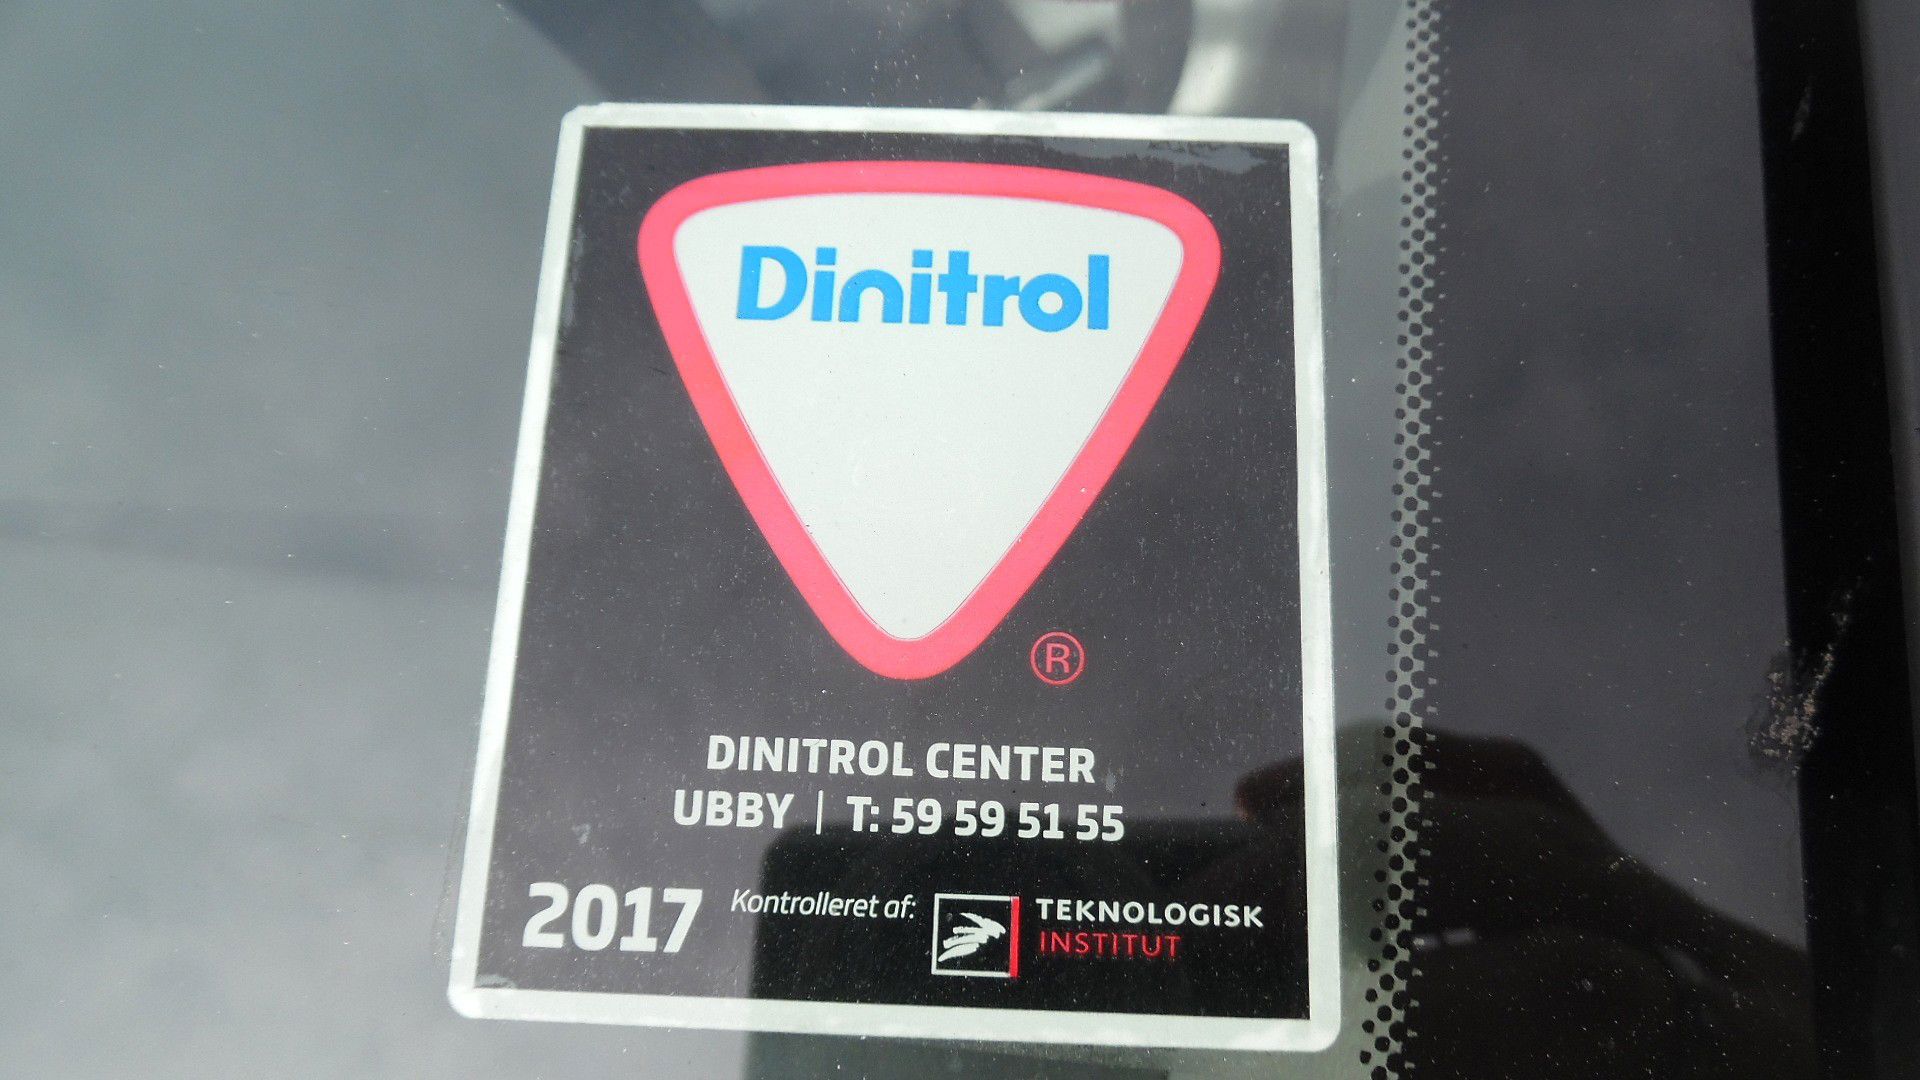 Dinitrol
®
DINITROL CENTER
UBBY | T: 59 59 51 55
2017 Kontrolleret af: TEKNOLOGISK
INSTITUT